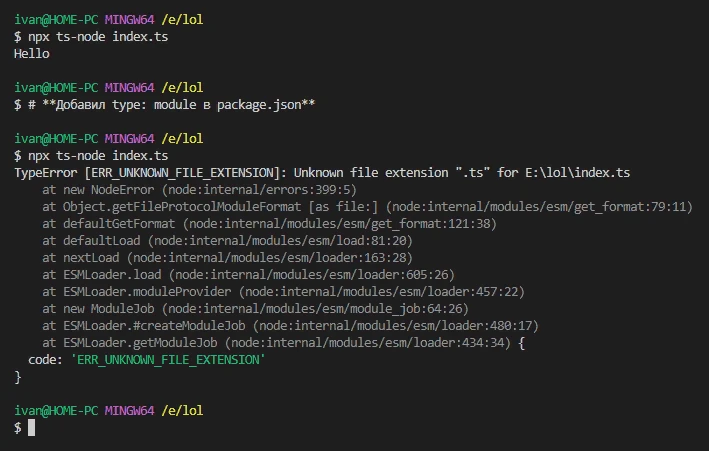 ivan@HOME-PC MINGW64 /e/lol
$ npx ts-node index.ts
Hello
ivan@HOME-PC MINGW64 /e/lol
$ # **Добавил type: module в package.json**
ivan@HOME-PC MINGW64 /e/lol
$ npx ts-node index.ts
TypeError [ERR_UNKNOWN_FILE_EXTENSION]: Unknown file extension ".ts" for E:\lol\index.ts
at new NodeError (node:internal/errors:399:5)
at Object.getFileProtocolModuleFormat [as file:] (node:internal/modules/esm/get_format:79:11)
at defaultGetFormat (node:internal/modules/esm/get_format:121:38)
at defaultLoad (node:internal/modules/esm/load:81:20)
at nextLoad (node:internal/modules/esm/loader:163:28)
at ESMLoader.load (node:internal/modules/esm/loader:605:26)
at ESMLoader.moduleProvider (node:internal/modules/esm/loader:457:22)
at new ModuleJob (node:internal/modules/esm/module_job:64:26)
at ESMLoader.#createModuleJob (node:internal/modules/esm/loader:480:17)
at ESMLoader.getModuleJob (node:internal/modules/esm/loader:434:34) {
code: 'ERR_UNKNOWN_FILE_EXTENSION'
}
ivan@HOME-PC MINGW64 /e/lol
$